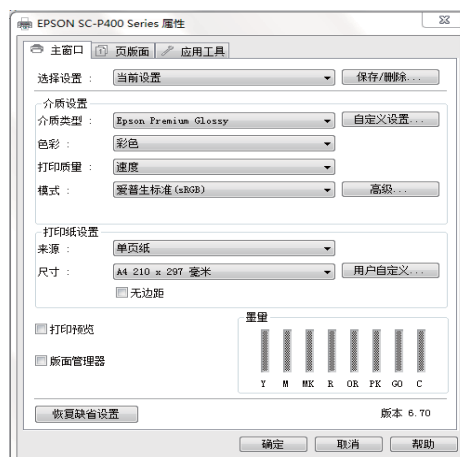 EPSON SC-P400 Series 属性
主窗口 页版面 应用工具
选择设置 : 当前设置 保存/删除...
介质设置
介质类型 : Epson Premium Glossy 自定义设置...
色彩 : 彩色
打印质量 : 速度
模式 : 爱普生标准(sRGB) 高级...
打印纸设置
来源 : 单页纸
尺寸 : A4 210 x 297 毫米 用户自定义...
无边距
打印预览
版面管理器
墨量
Y M MK R OR PK GO C
恢复缺省设置 版本 6.70
确定 取消 帮助